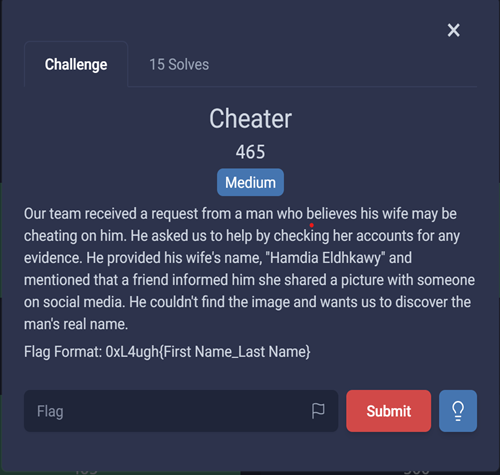 Challenge
15 Solves
Cheater
465
Medium
Our team received a request from a man who believes his wife may be
cheating on him. He asked us to help by checking her accounts for any
evidence. He provided his wife's name, "Hamdia Eldhkawy" and
mentioned that a friend informed him she shared a picture with someone
on social media. He couldn't find the image and wants us to discover the
man's real name.
Flag Format: 0xL4ugh{First Name_Last Name}
Flag
Submit